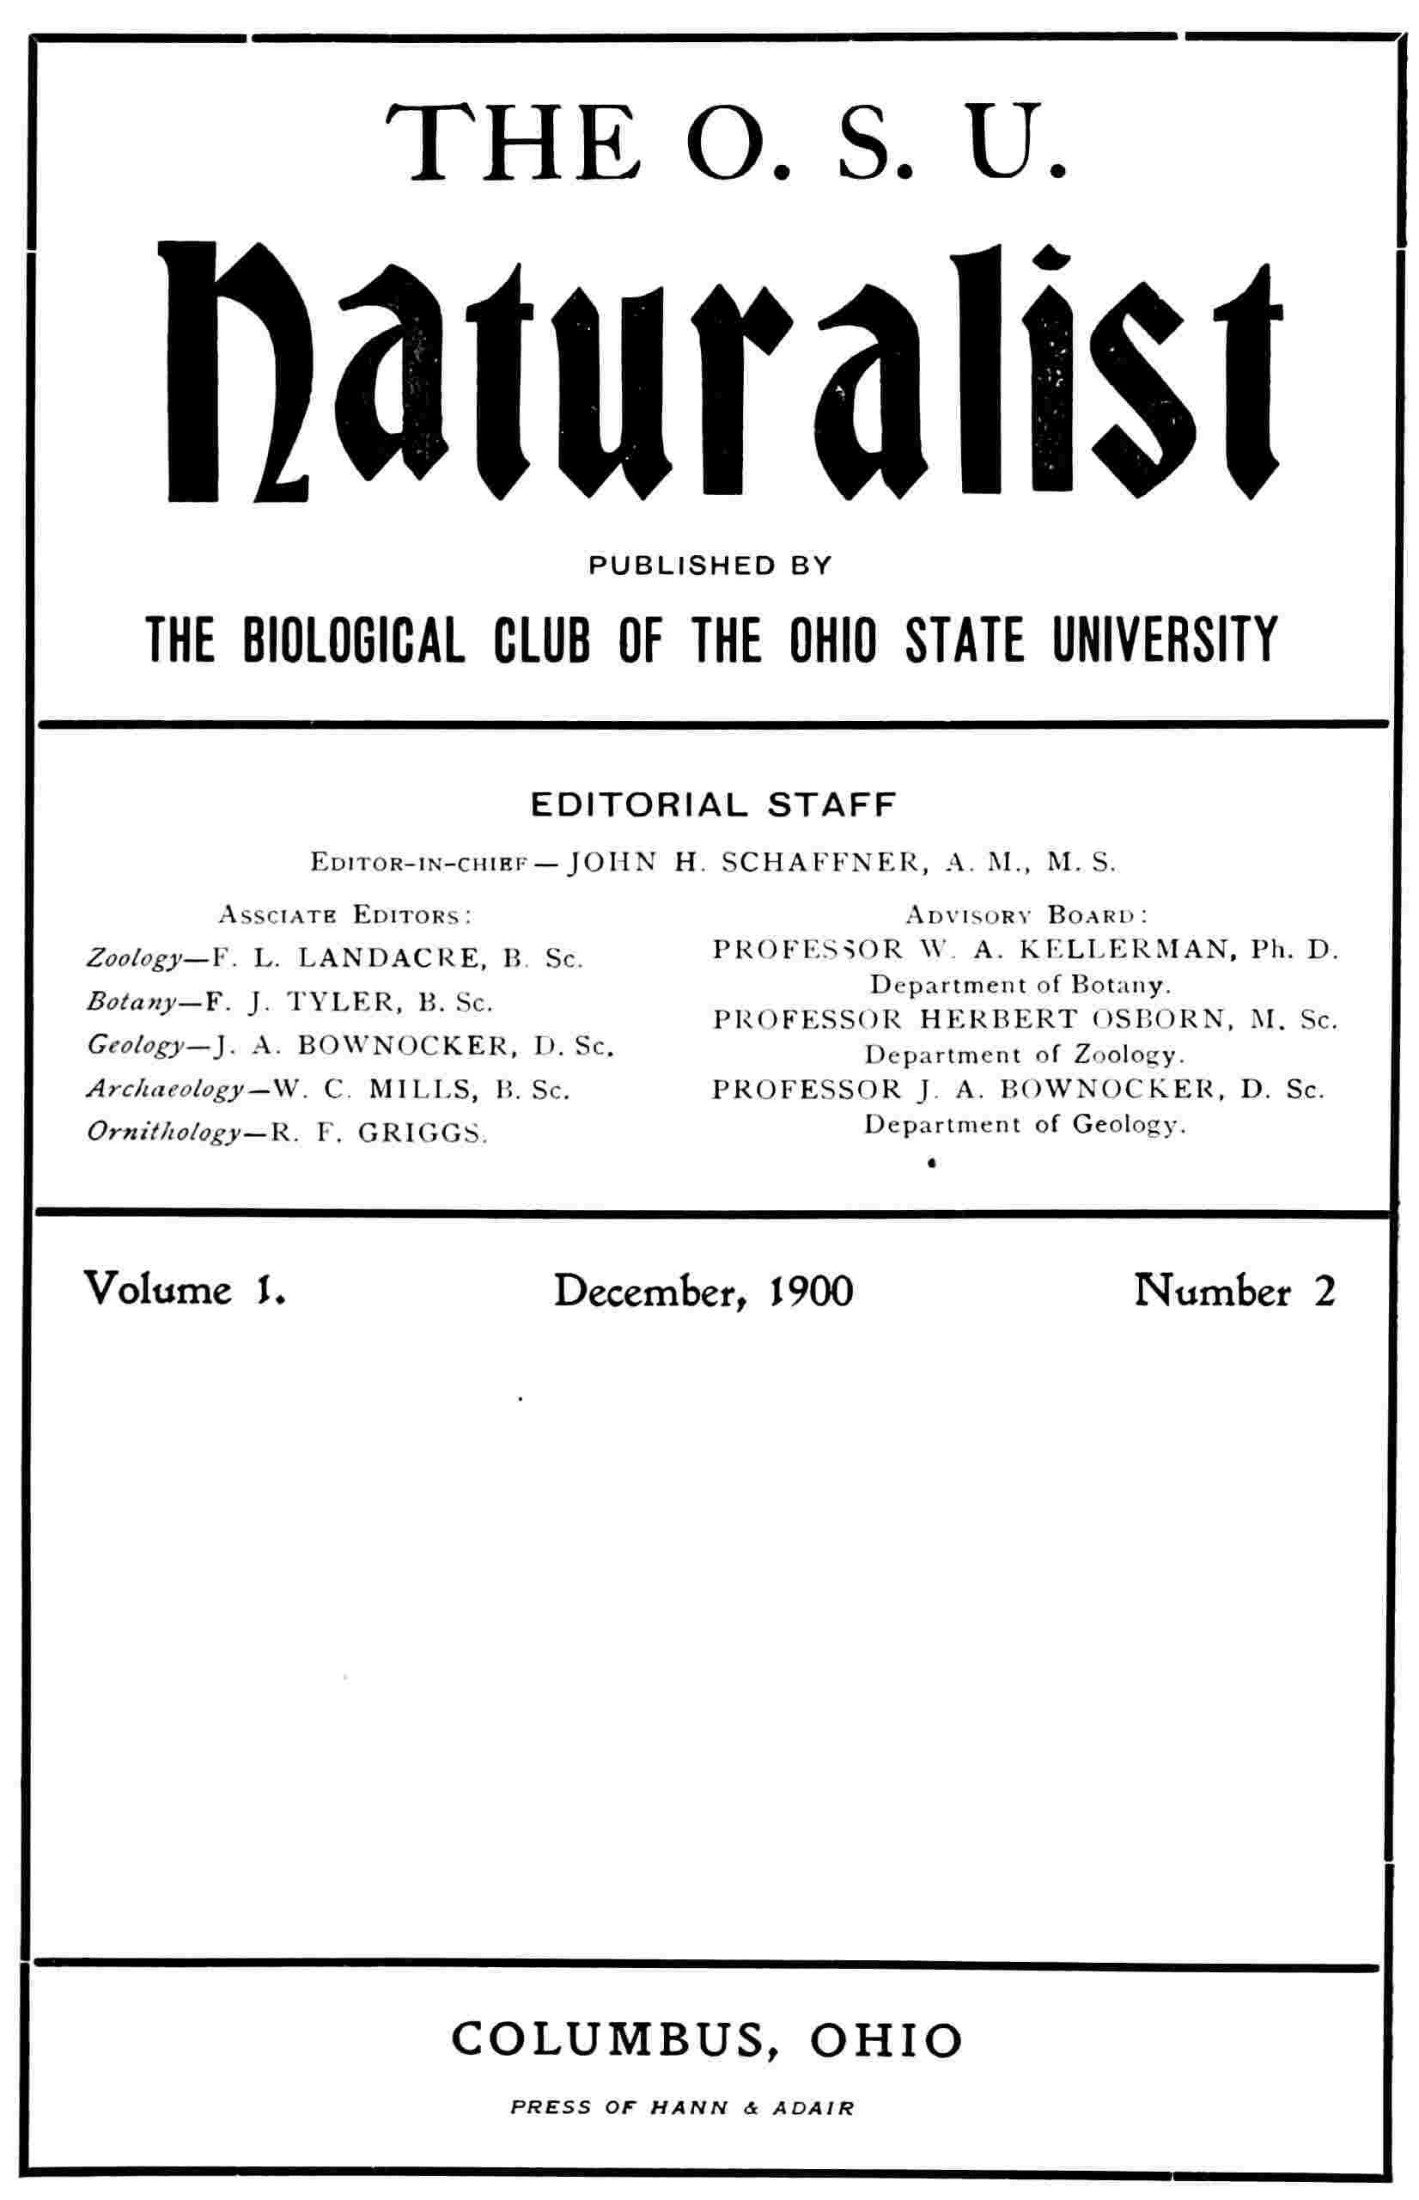 THE O. S. U.
Naturalist
PUBLISHED BY
THE BIOLOGICAL CLUB OF THE OHIO STATE UNIVERSITY
EDITORIAL STAFF
EDITOR-IN-CHIEF—JOHN H. SCHAFFNER, A. M., M. S.
ASSCIATE EDITORS:
Zoology—F. L. LANDACRE, B. Sc.
Botany—F. J. TYLER, B. Sc.
Geology—J. A. BOWNOCKER, D. Sc.
Archaeology—W. C. MILLS, B. Sc.
Ornithology—R. F. GRIGGS.
ADVISORY BOARD:
PROFESSOR W. A. KELLERMAN, Ph. D.
Department of Botany.
PROFESSOR HERBERT OSBORN, M. Sc.
Department of Zoology.
PROFESSOR J. A. BOWNOCKER, D. Sc.
Department of Geology.
Volume 1. December, 1900 Number 2
COLUMBUS, OHIO
PRESS OF HANN & ADAIR